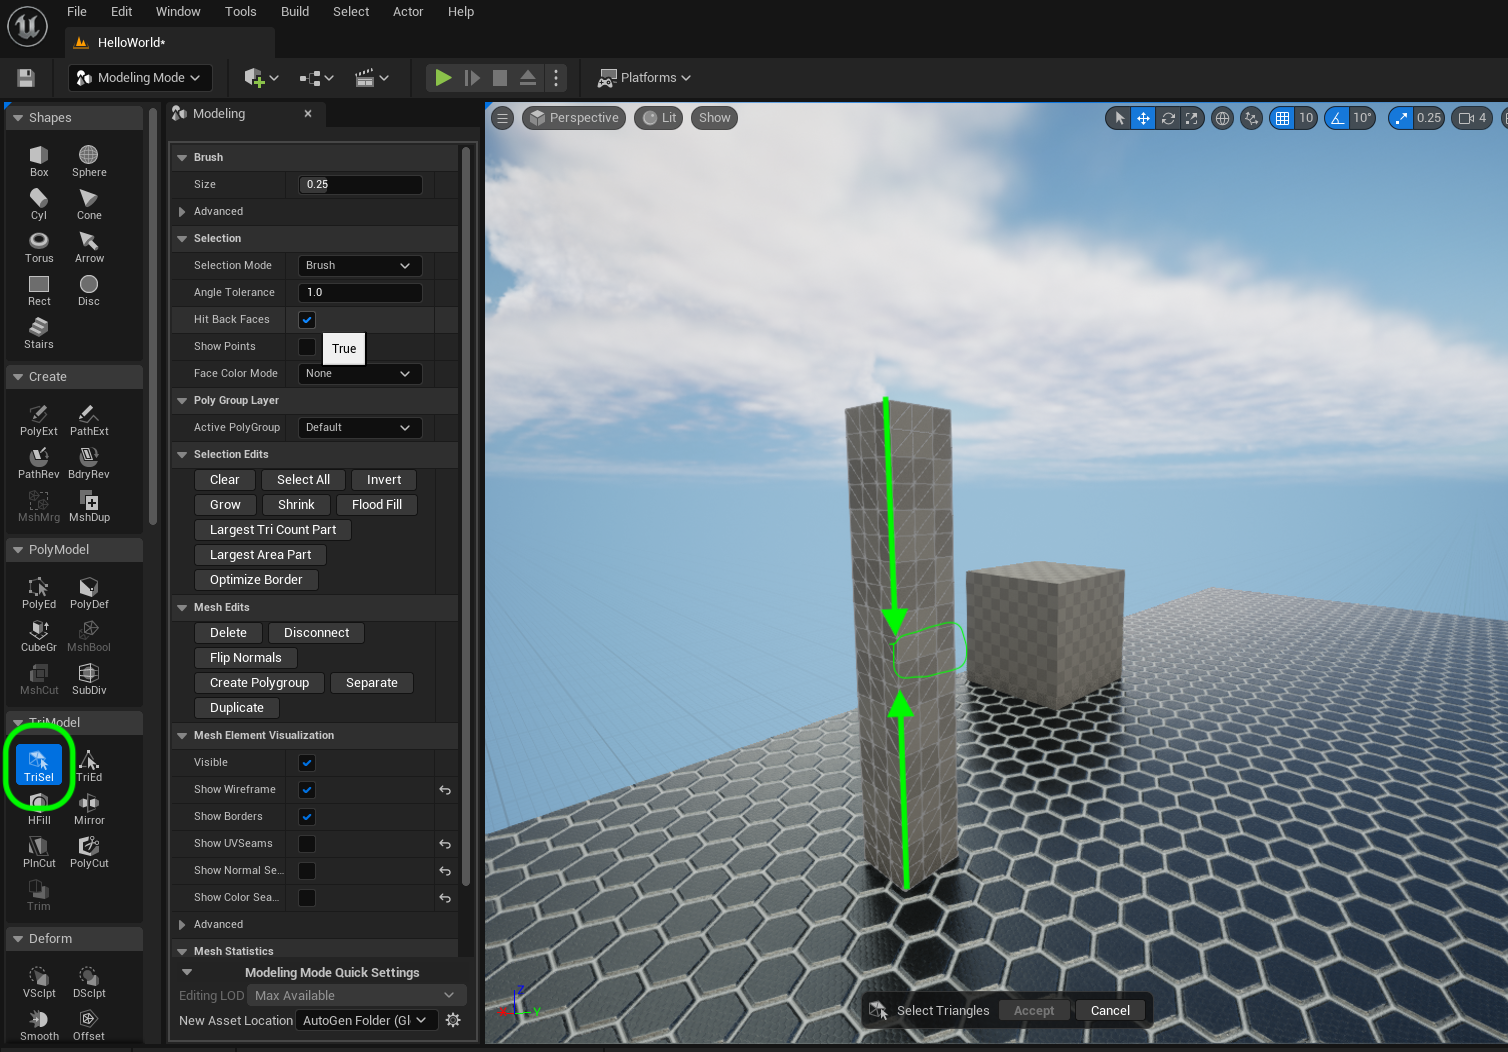 File Edit Window Tools Build Select Actor Help
HelloWorld*
Modeling Mode
Platforms
Shapes
Box Sphere
Cyl Cone
Torus Arrow
Rect Disc
Stairs
Create
PolyExt PathExt
PathRev BdryRev
MshMrg MshDup
PolyModel
PolyEd PolyDef
CubeGr MshBool
MshCut SubDiv
TriModel
TriSel TriEd
HFill Mirror
PlnCut PolyCut
Trim
Deform
VSclpt DSclpt
Smooth Offset
Modeling
Brush
Size 0.25
Advanced
Selection
Selection Mode Brush
Angle Tolerance 1.0
Hit Back Faces
Show Points
True
Face Color Mode None
Poly Group Layer
Active PolyGroup Default
Selection Edits
Clear Select All Invert
Grow Shrink Flood Fill
Largest Tri Count Part
Largest Area Part
Optimize Border
Mesh Edits
Delete Disconnect
Flip Normals
Create Polygroup Separate
Duplicate
Mesh Element Visualization
Visible
Show Wireframe
Show Borders
Show UVSeams
Show Normal Se...
Show Color Sea...
Advanced
Mesh Statistics
Modeling Mode Quick Settings
Editing LOD Max Available
New Asset Location AutoGen Folder (Gl
Perspective Lit Show
10 10° 0.25 4
Z
Y
Select Triangles Accept Cancel